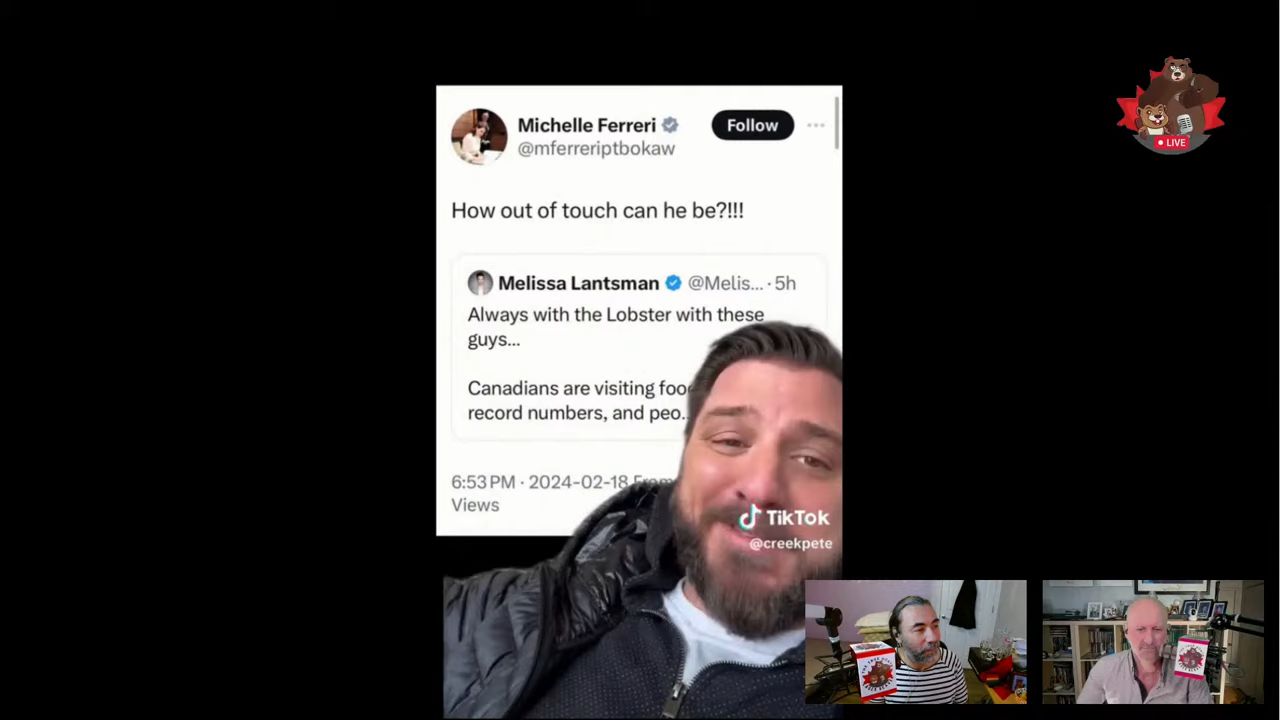 Michelle Ferreri
Follow
@mferreriptbokaw
How out of touch can he be?!!!
Melissa Lantsman @Melis... · 5h
Always with the Lobster with these
guys...
Canadians are visiting foo
record numbers, and peo..
6:53 PM · 2024-02-18 From
Views
TikTok
@creekpete
LIVE